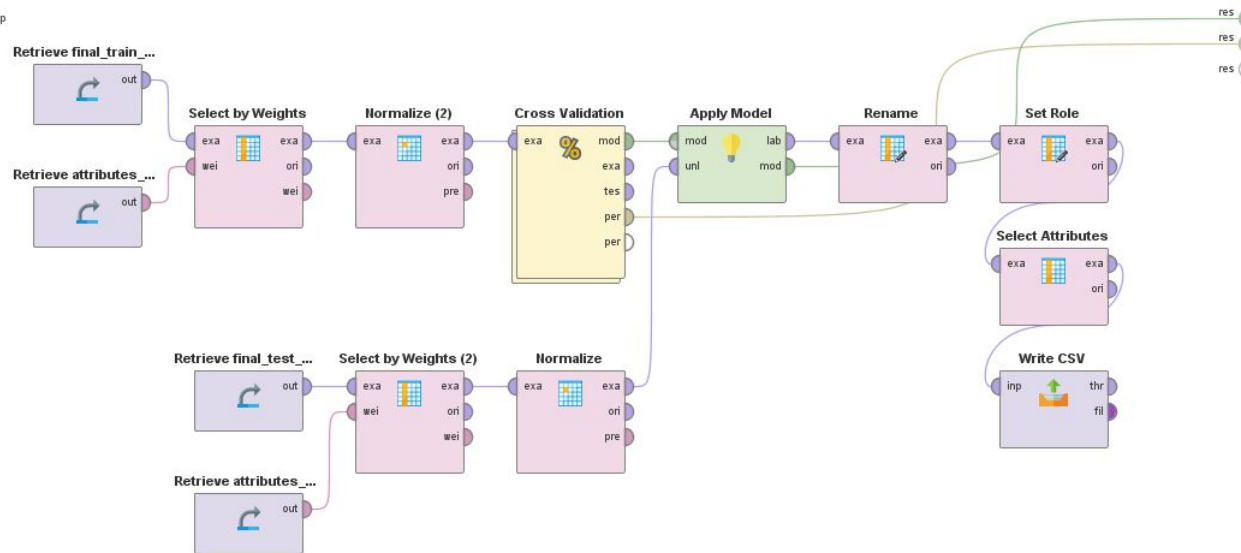 p
res
res
res
Retrieve final_train_...
out
Retrieve attributes_...
out
Select by Weights
exa exa
wei ori
wei
Normalize (2)
exa exa
ori
pre
Cross Validation
exa mod
exa
tes
per
per
Apply Model
mod lab
unl mod
Rename
exa exa
ori
Set Role
exa exa
ori
Select Attributes
exa exa
ori
Write CSV
inp thr
fil
Retrieve final_test_...
out
Retrieve attributes_...
out
Select by Weights (2)
exa exa
wei ori
wei
Normalize
exa exa
ori
pre